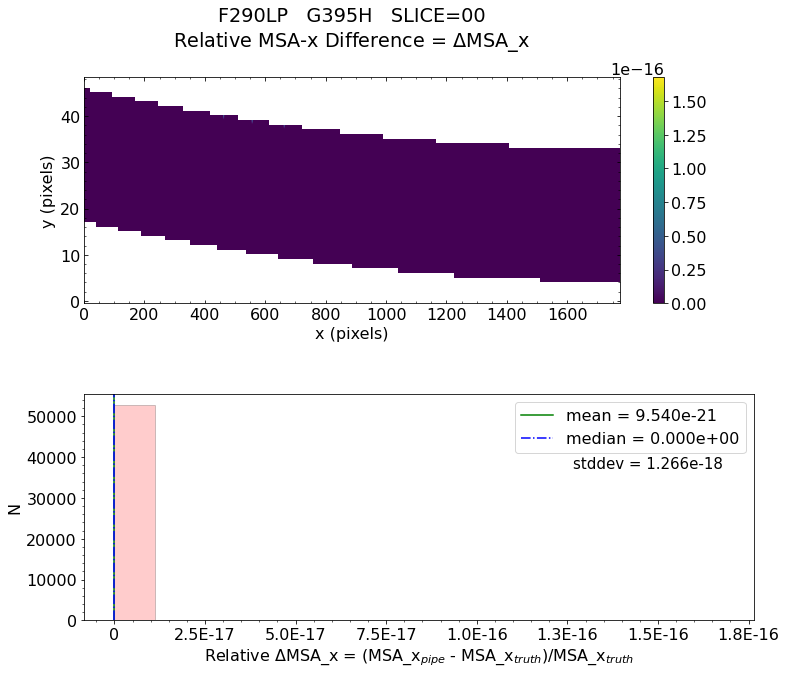 F290LP   G395H   SLICE=00
Relative MSA-x Difference = ΔMSA_x
1e−16
y (pixels)
40
30
20
10
0
0 200 400 600 800 1000 1200 1400 1600
x (pixels)
1.50
1.25
1.00
0.75
0.50
0.25
0.00
mean = 9.540e-21
median = 0.000e+00
stddev = 1.266e-18
N
50000
40000
30000
20000
10000
0
0 2.5E-17 5.0E-17 7.5E-17 1.0E-16 1.3E-16 1.5E-16 1.8E-16
Relative ΔMSA_x = (MSA_x_pipe - MSA_x_truth)/MSA_x_truth